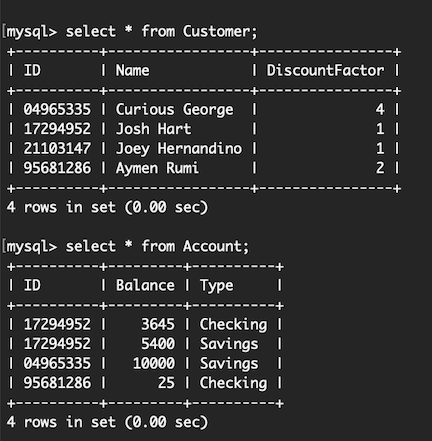 [mysql> select * from Customer;
+----------+----------------+----------------+
| ID       | Name           | DiscountFactor |
+----------+----------------+----------------+
| 04965335 | Curious George |              4 |
| 17294952 | Josh Hart      |              1 |
| 21103147 | Joey Hernandino |              1 |
| 95681286 | Aymen Rumi     |              2 |
+----------+----------------+----------------+
4 rows in set (0.00 sec)
[mysql> select * from Account;
+----------+---------+----------+
| ID       | Balance | Type     |
+----------+---------+----------+
| 17294952 |    3645 | Checking |
| 17294952 |    5400 | Savings  |
| 04965335 |   10000 | Savings  |
| 95681286 |      25 | Checking |
+----------+---------+----------+
4 rows in set (0.00 sec)